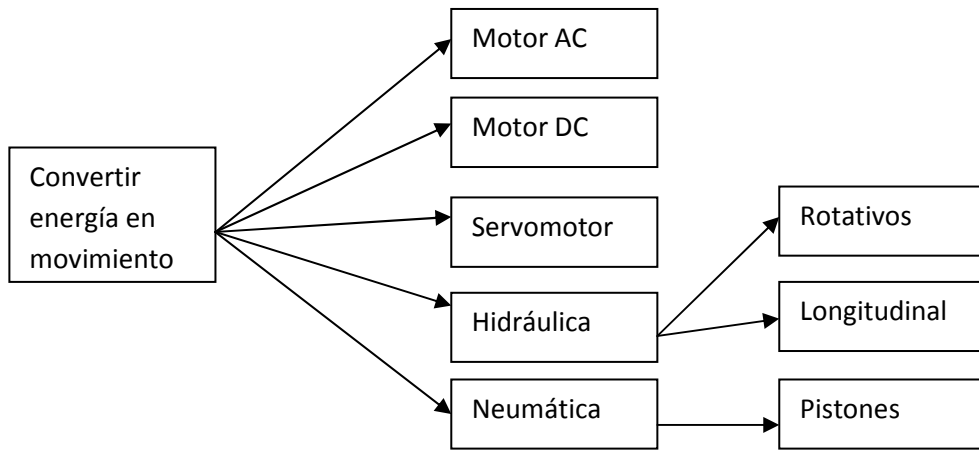 Motor AC
Motor DC
Convertir
energía en
movimiento
Servomotor
Rotativos
Hidráulica
Longitudinal
Neumática
Pistones